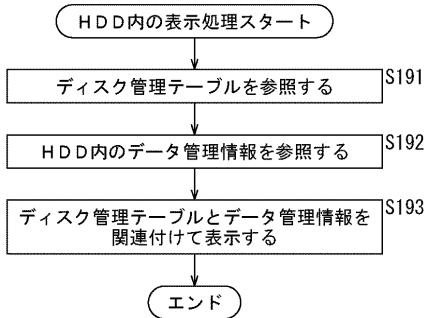 HDD内の表示処理スタート
ディスク管理テーブルを参照する
S191
HDD内のデータ管理情報を参照する
S192
ディスク管理テーブルとデータ管理情報を
関連付けて表示する
S193
エンド